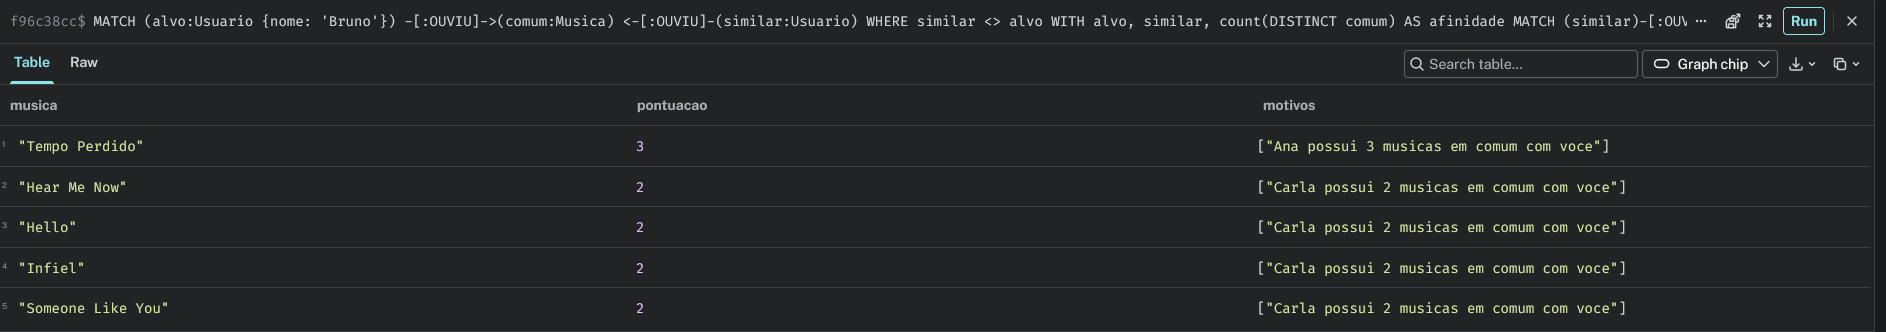 f96c38cc$ MATCH (alvo:Usuario {nome: 'Bruno'}) -[:OUVIU]->(comum:Musica) <-[:OUVIU]-(similar:Usuario) WHERE similar <> alvo WITH alvo, similar, count(DISTINCT comum) AS afinidade MATCH (similar)-[:OUV ··· Run
Table Raw Search table... Graph chip
musica pontuacao motivos
1 "Tempo Perdido" 3 ["Ana possui 3 musicas em comum com voce"]
2 "Hear Me Now" 2 ["Carla possui 2 musicas em comum com voce"]
3 "Hello" 2 ["Carla possui 2 musicas em comum com voce"]
4 "Infiel" 2 ["Carla possui 2 musicas em comum com voce"]
5 "Someone Like You" 2 ["Carla possui 2 musicas em comum com voce"]